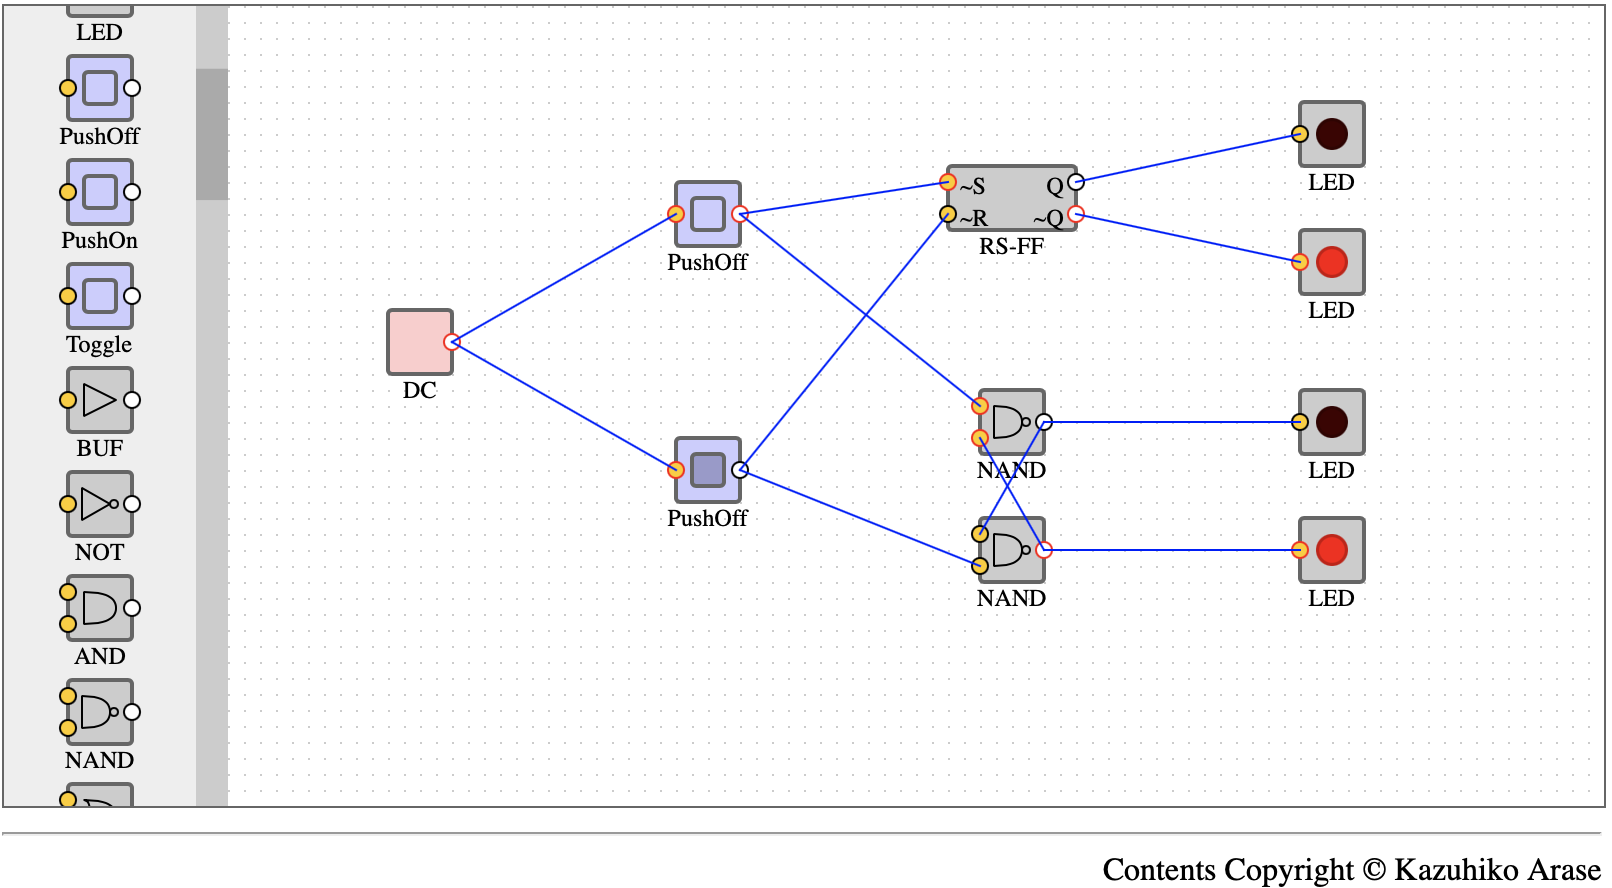 LED
PushOff
PushOn
Toggle
BUF
NOT
AND
NAND
DC
PushOff
PushOff
~S Q
~R ~Q
RS-FF
NAND
NAND
LED
LED
LED
LED
Contents Copyright © Kazuhiko Arase